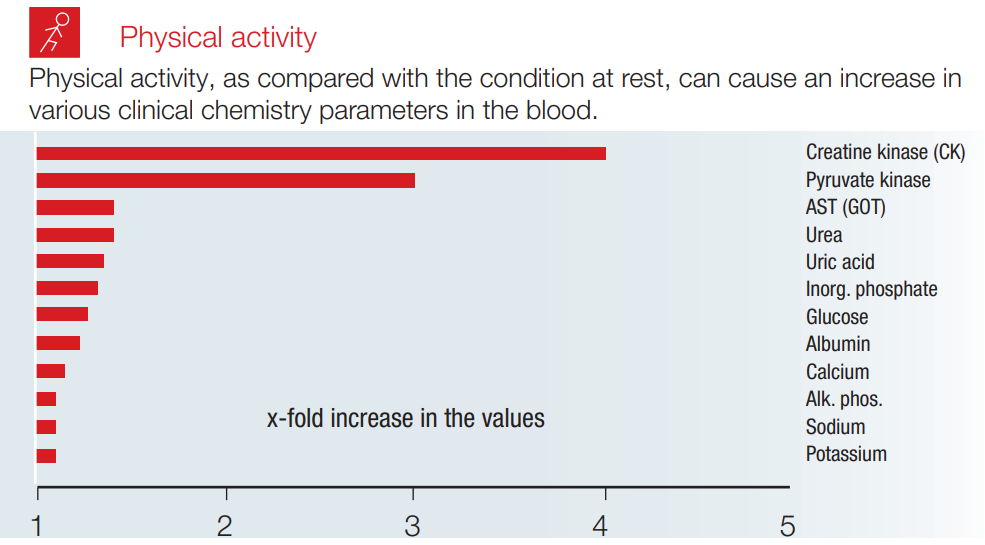 Physical activity
Physical activity, as compared with the condition at rest, can cause an increase in
various clinical chemistry parameters in the blood.
Creatine kinase (CK)
Pyruvate kinase
AST (GOT)
Urea
Uric acid
Inorg. phosphate
Glucose
Albumin
Calcium
Alk. phos.
x-fold increase in the values
Sodium
Potassium
1 2 3 4 5